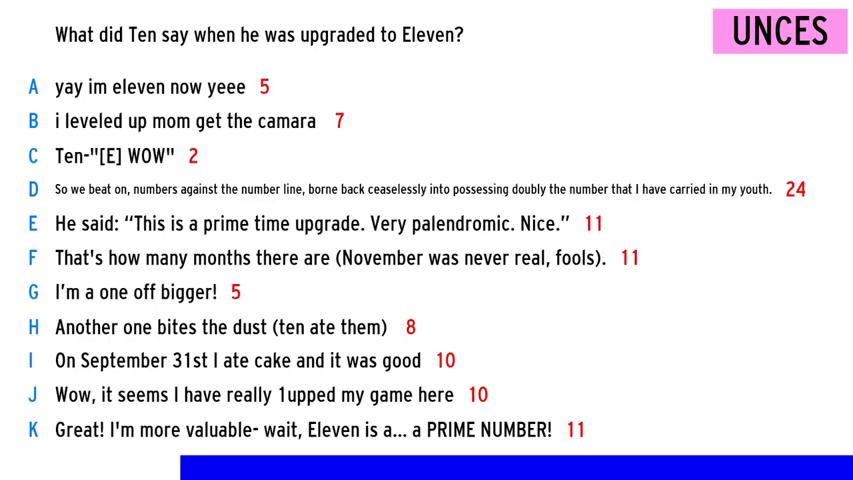 What did Ten say when he was upgraded to Eleven?
UNCES
A yay im eleven now yeee 5
B i leveled up mom get the camara 7
C Ten-"[E] WOW" 2
D So we beat on, numbers against the number line, borne back ceaselessly into possessing doubly the number that I have carried in my youth. 24
E He said: “This is a prime time upgrade. Very palendromic. Nice.” 11
F That's how many months there are (November was never real, fools). 11
G I’m a one off bigger! 5
H Another one bites the dust (ten ate them) 8
I On September 31st I ate cake and it was good 10
J Wow, it seems I have really 1upped my game here 10
K Great! I'm more valuable- wait, Eleven is a... a PRIME NUMBER! 11